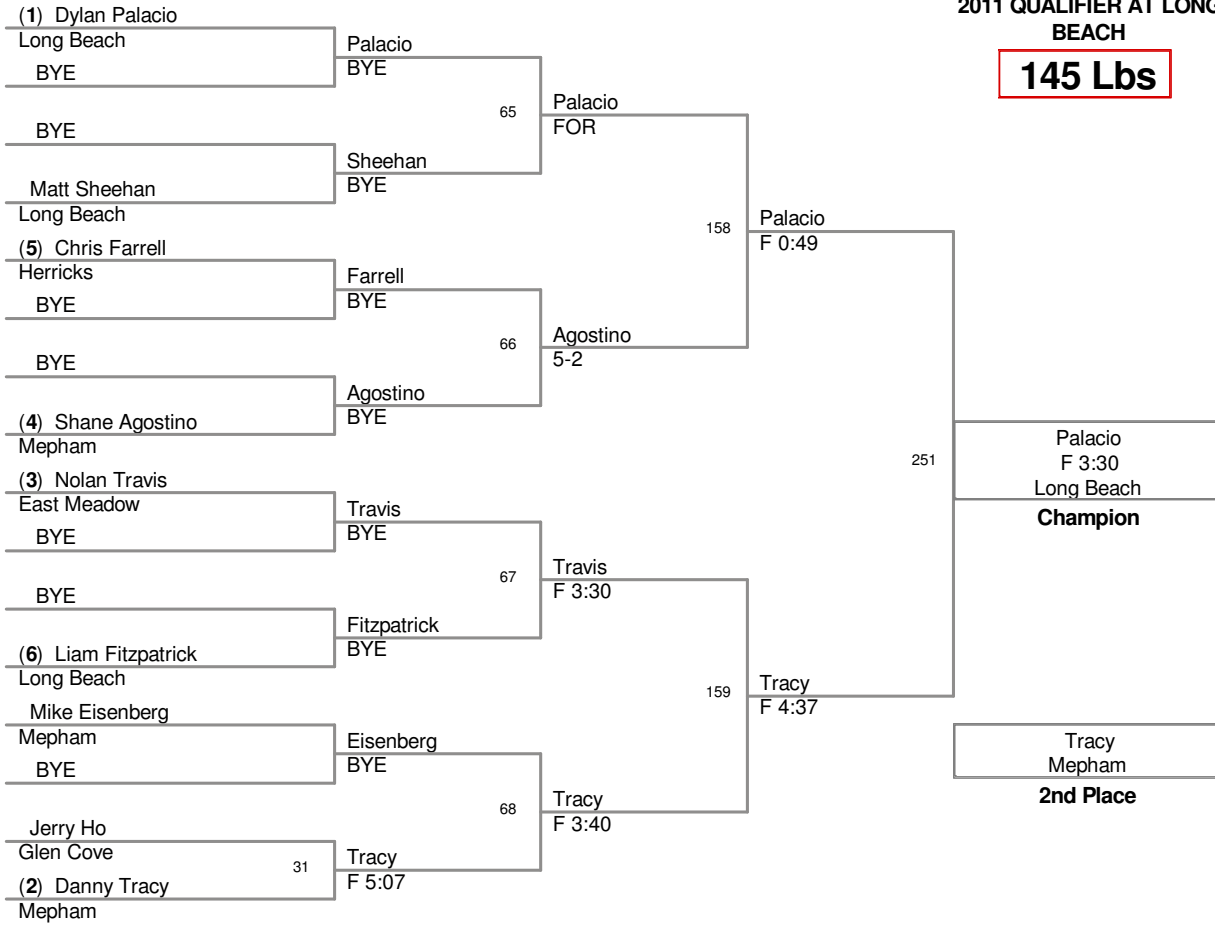 2011 QUALIFIER AT LONG
BEACH
145 Lbs
(1) Dylan Palacio
Long Beach
BYE
BYE
Matt Sheehan
Long Beach
(5) Chris Farrell
Herricks
BYE
BYE
(4) Shane Agostino
Mepham
(3) Nolan Travis
East Meadow
BYE
BYE
(6) Liam Fitzpatrick
Long Beach
Mike Eisenberg
Mepham
BYE
Jerry Ho
Glen Cove
31
(2) Danny Tracy
Mepham
Palacio
BYE
65
Sheehan
BYE
Farrell
BYE
66
Agostino
BYE
Travis
BYE
67
Fitzpatrick
BYE
Eisenberg
BYE
68
Tracy
F 5:07
Palacio
FOR
158
Agostino
5-2
Travis
F 3:30
159
Tracy
F 3:40
Palacio
F 0:49
251
Tracy
F 4:37
Palacio
F 3:30
Long Beach
Champion
Tracy
Mepham
2nd Place